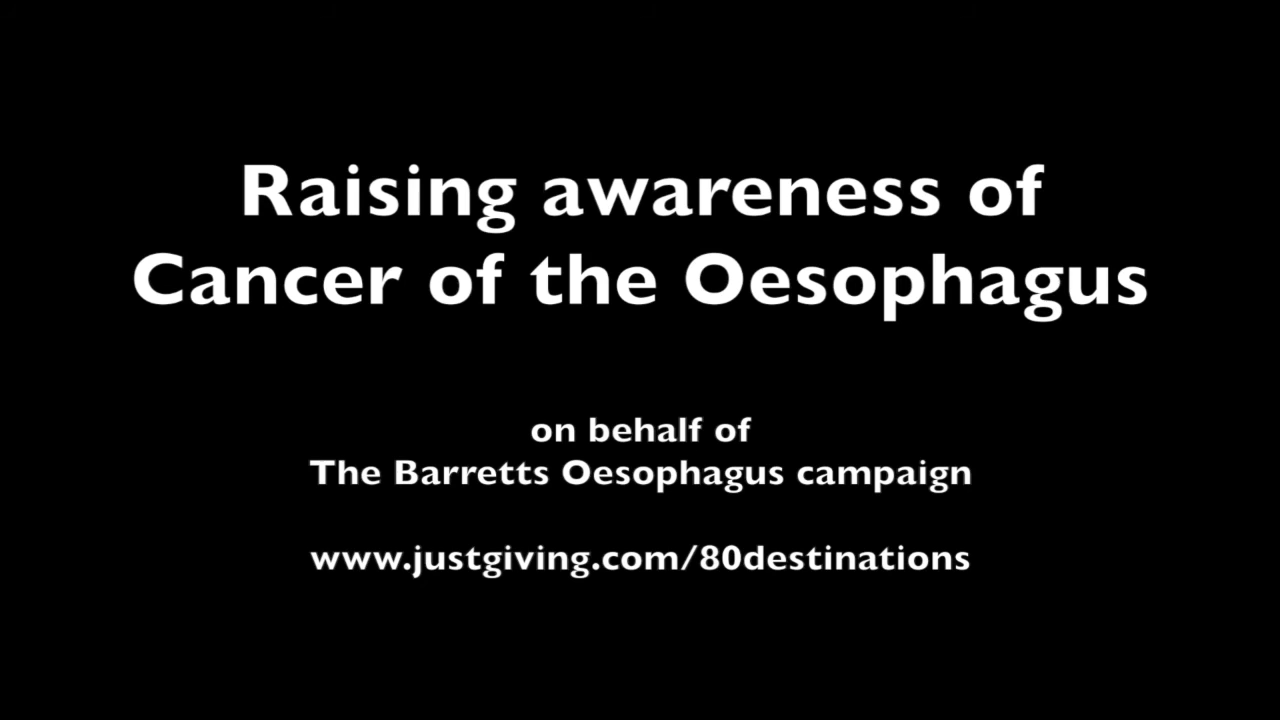 Raising awareness of
Cancer of the Oesophagus
on behalf of
The Barretts Oesophagus campaign
www.justgiving.com/80destinations